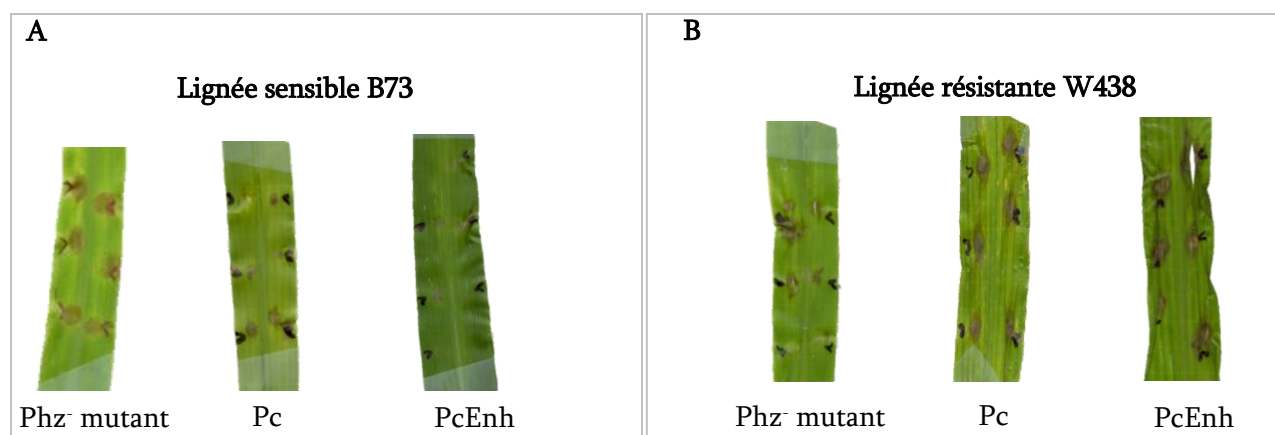 A
Lignée sensible B73
Phz⁻ mutant Pc PcEnh
B
Lignée résistante W438
Phz⁻ mutant Pc PcEnh